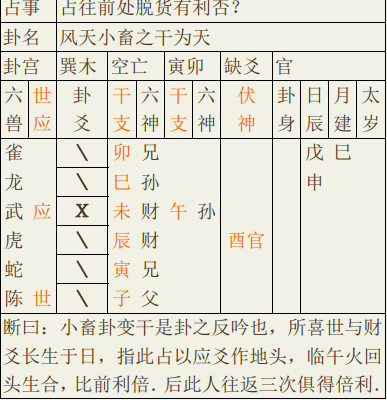 占事 占往前处脱货有利否？
卦名 风天小畜之干为天
卦宫 巽木 空亡 寅卯 缺爻 官
六兽 世应 卦爻 干支 六神 干支 六神 伏神 卦身 日辰 月建 太岁
雀 \ 卯 兄 戊 巳
龙 \ 巳 孙 申
武 应 X 未 财 午 孙
虎 \ 辰 财 酉官
蛇 \ 寅 兄
陈 世 \ 子 父
断曰：小畜卦变干是卦之反吟也，所喜世与财
爻长生于日，指此占以应爻作地头，临午火回
头生合，比前利倍．后此人往返三次俱得倍利．